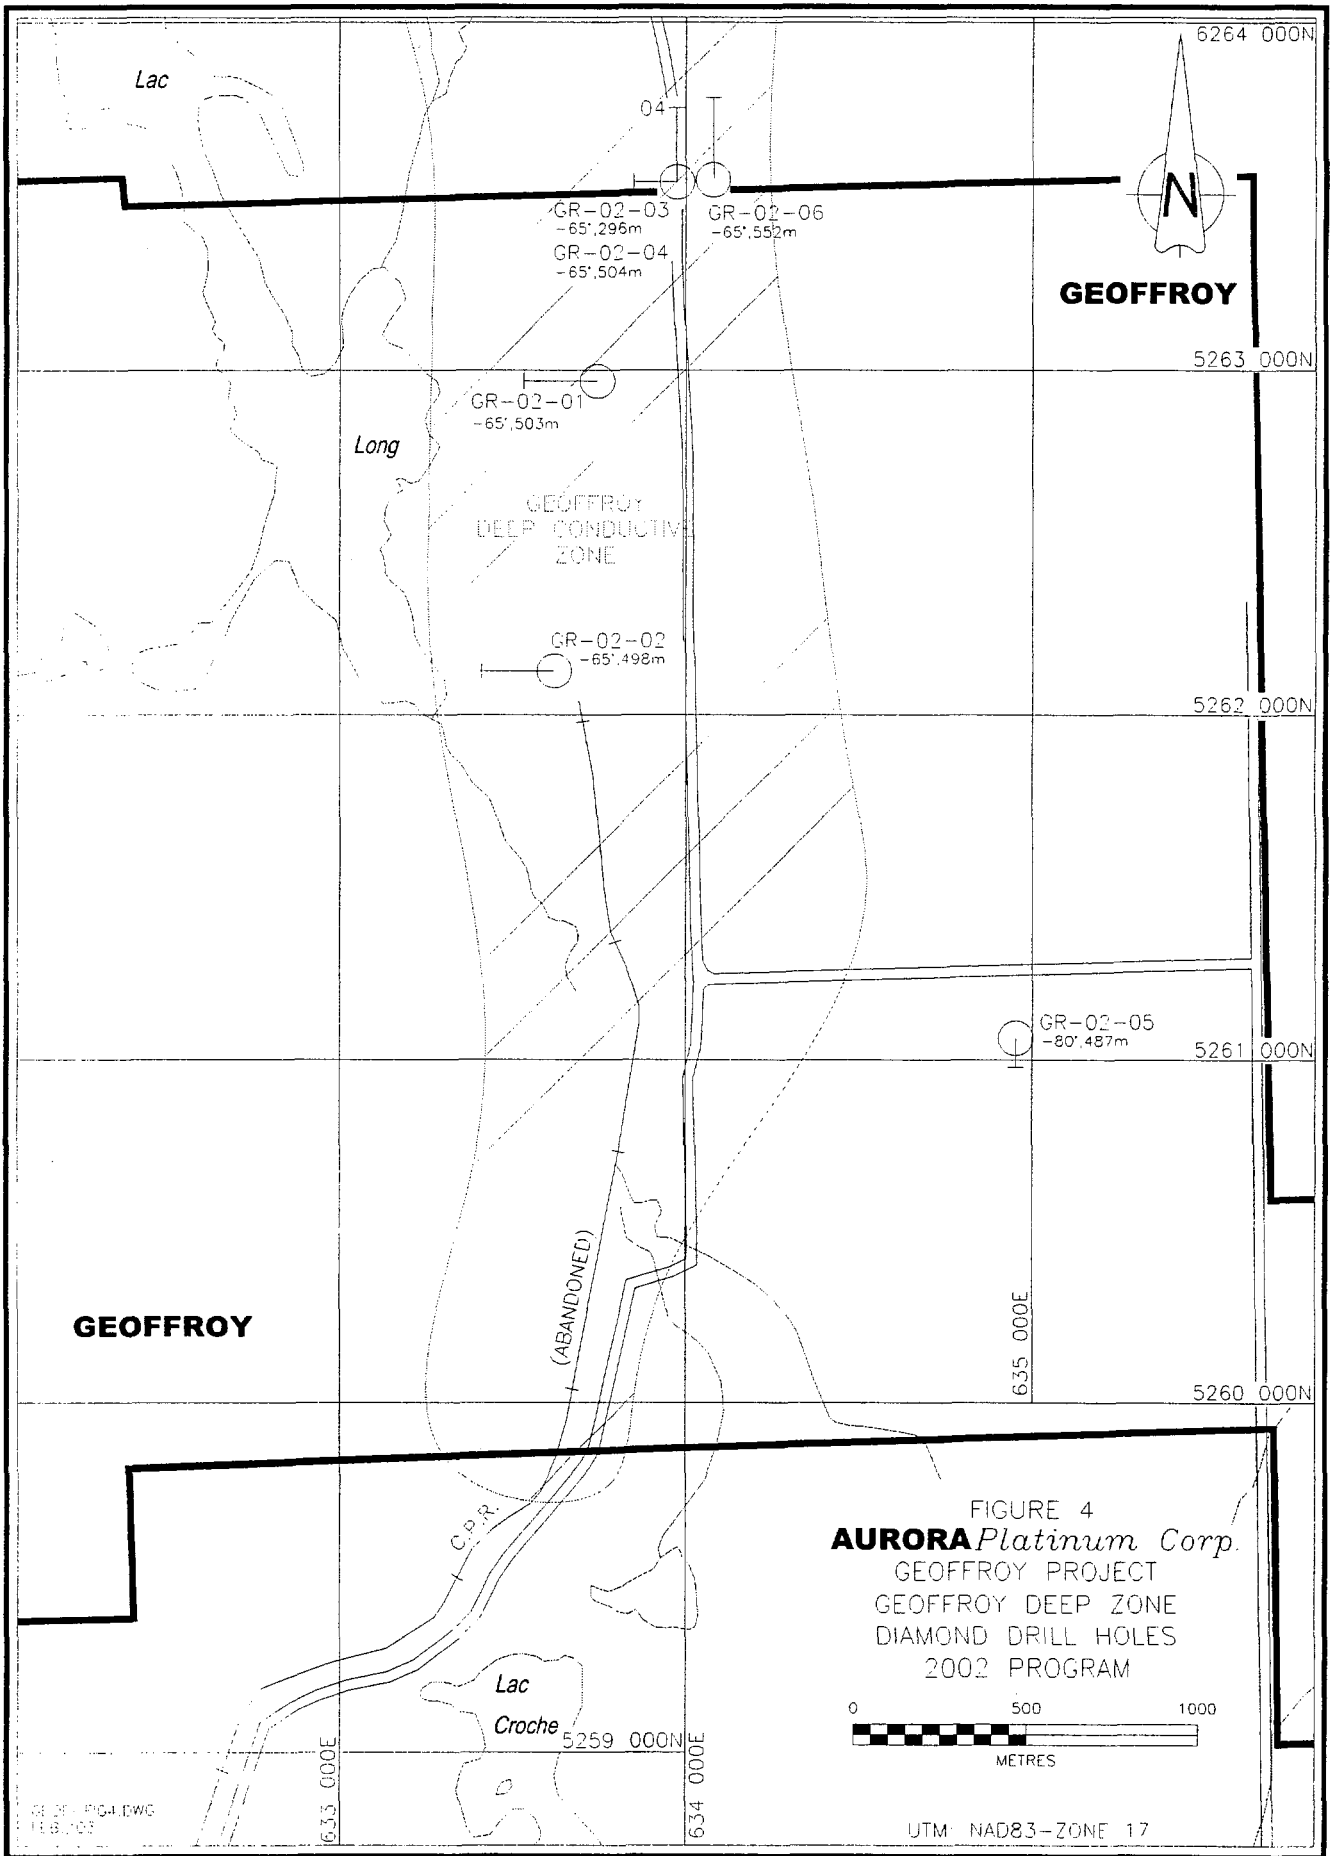 6264 000N
Lac
04
N
GR-02-03
-65°,296m
GR-02-06
-65°,552m
GR-02-04
-65°,504m
GEOFFROY
5263 000N
GR-02-01
-65°,503m
Long
GEOFFROY
DEEP CONDUCTIVE
ZONE
GR-02-02
-65°,498m
5262 000N
GR-02-05
-80°,487m
5261 000N
(ABANDONED)
GEOFFROY
635 000E
5260 000N
C.P.R.
FIGURE 4
AURORA Platinum Corp.
GEOFFROY PROJECT
GEOFFROY DEEP ZONE
DIAMOND DRILL HOLES
2002 PROGRAM
0 500 1000
METRES
Lac
Croche
5259 000N
633 000E
634 000E
UTM: NAD83-ZONE 17